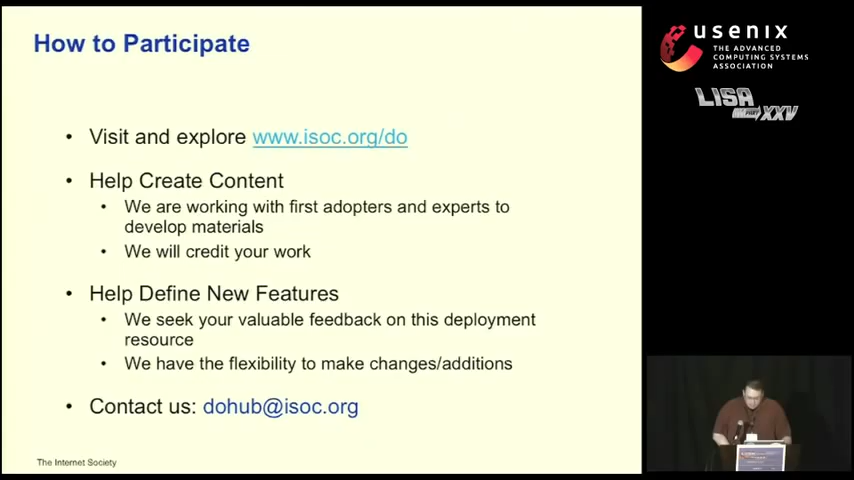 How to Participate
• Visit and explore www.isoc.org/do
• Help Create Content
• We are working with first adopters and experts to
develop materials
• We will credit your work
• Help Define New Features
• We seek your valuable feedback on this deployment
resource
• We have the flexibility to make changes/additions
• Contact us: dohub@isoc.org
The Internet Society
usenix
THE ADVANCED
COMPUTING SYSTEMS
ASSOCIATION
LISA
XXV